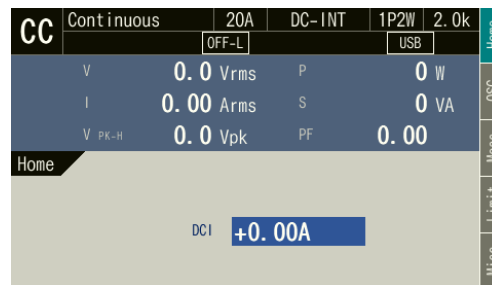 CC Continuous 20A DC-INT 1P2W 2.0k
OFF-L USB
V 0.0 Vrms P 0 W
I 0.00 Arms S 0 VA
V PK-H 0.0 Vpk PF 0.00
Home
DCI +0.00A
Home
OSC
Meas
Limit
Misc